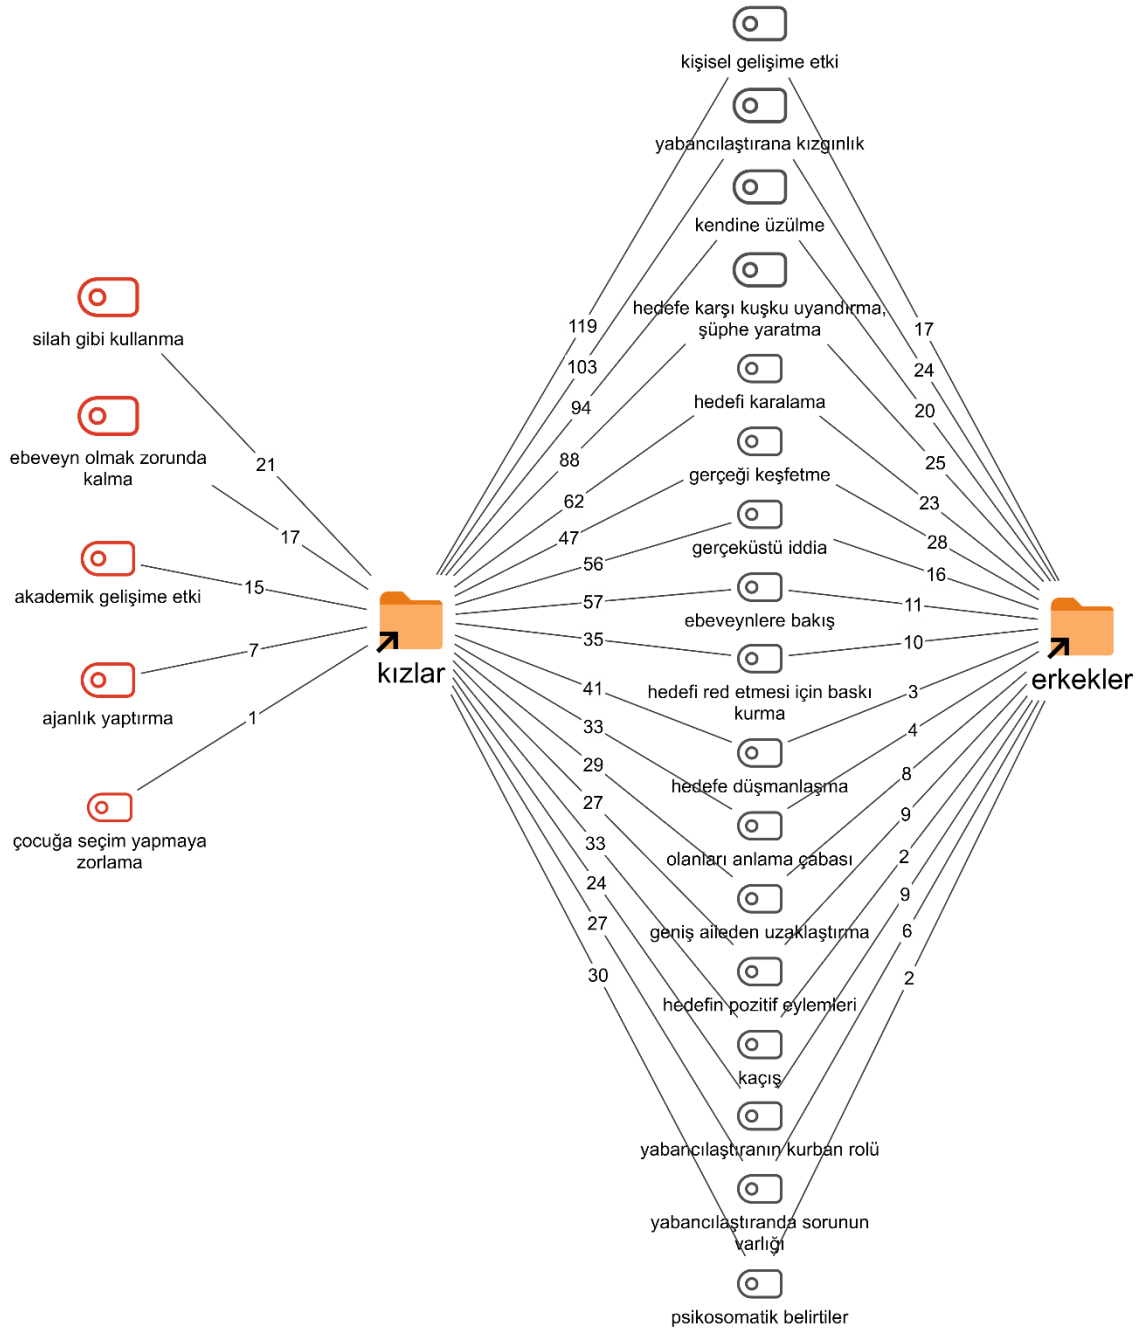 kişisel gelişime etki
yabancılaştırana kızgınlık
kendine üzülme
hedefe karşı kuşku uyandırma,
şüphe yaratma
hedefi karalama
gerçeği keşfetme
gerçeküstü iddia
ebeveynlere bakış
hedefi red etmesi için baskı
kurma
hedefe düşmanlaşma
olanları anlama çabası
geniş aileden uzaklaştırma
hedefin pozitif eylemleri
kaçış
yabancılaştıranın kurban rolü
yabancılaştıranda sorunun
varlığı
psikosomatik belirtiler
silah gibi kullanma
ebeveyn olmak zorunda
kalma
akademik gelişime etki
ajanlık yaptırma
çocuğa seçim yapmaya
zorlama
21
17
15
7
1
kızlar
119
103
94
88
62
47
56
57
35
41
33
29
27
33
24
27
30
17
24
20
25
23
28
16
11
10
3
4
8
9
2
9
6
2
erkekler